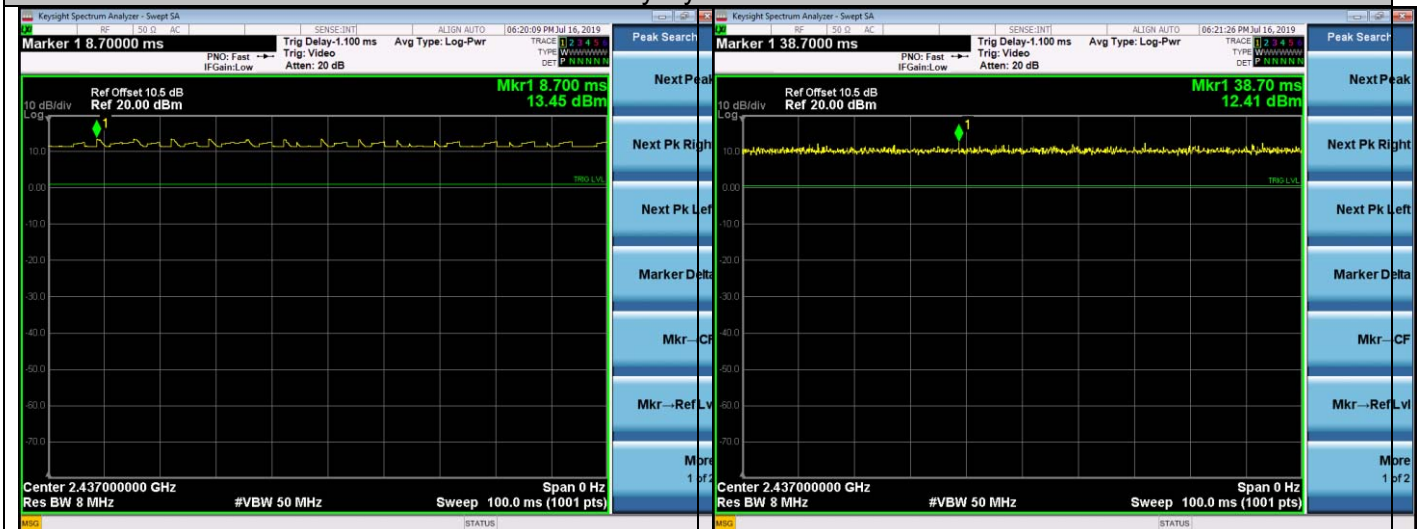 Keysight Spectrum Analyzer - Swept SA
RF 50 Ω AC SENSE:INT ALIGN AUTO 06:20:09 PM Jul 16, 2019
Marker 1 8.70000 ms
PNO: Fast
IFGain:Low
Trig Delay-1.100 ms
Trig: Video
Atten: 20 dB
Avg Type: Log-Pwr
TRACE 1 2 3 4 5
TYPE W
DET P N N N N N
Peak Search
Mkr1 8.700 ms
13.45 dBm
Ref Offset 10.5 dB
10 dB/div Ref 20.00 dBm
Log
1
10.0
0.00
-10.0
-20.0
-30.0
-40.0
-50.0
-60.0
-70.0
TRIG LVL
Next Peak
Next Pk Righ
Next Pk Lef
Marker Delta
Mkr→CF
Mkr→Ref Lv
More
1 of 2
Center 2.437000000 GHz Span 0 Hz
Res BW 8 MHz #VBW 50 MHz Sweep 100.0 ms (1001 pts)
MSG STATUS
Keysight Spectrum Analyzer - Swept SA
RF 50 Ω AC SENSE:INT ALIGN AUTO 06:21:26 PM Jul 16, 2019
Marker 1 38.7000 ms
PNO: Fast
IFGain:Low
Trig Delay-1.100 ms
Trig: Video
Atten: 20 dB
Avg Type: Log-Pwr
TRACE 1 2 3 4 5
TYPE W
DET P N N N N N
Peak Search
Mkr1 38.70 ms
12.41 dBm
Ref Offset 10.5 dB
10 dB/div Ref 20.00 dBm
Log
1
10.0
0.00
-10.0
-20.0
-30.0
-40.0
-50.0
-60.0
-70.0
TRIG LVL
Next Peak
Next Pk Right
Next Pk Left
Marker Delta
Mkr→CF
Mkr→Ref Lvl
More
1 of 2
Center 2.437000000 GHz Span 0 Hz
Res BW 8 MHz #VBW 50 MHz Sweep 100.0 ms (1001 pts)
MSG STATUS